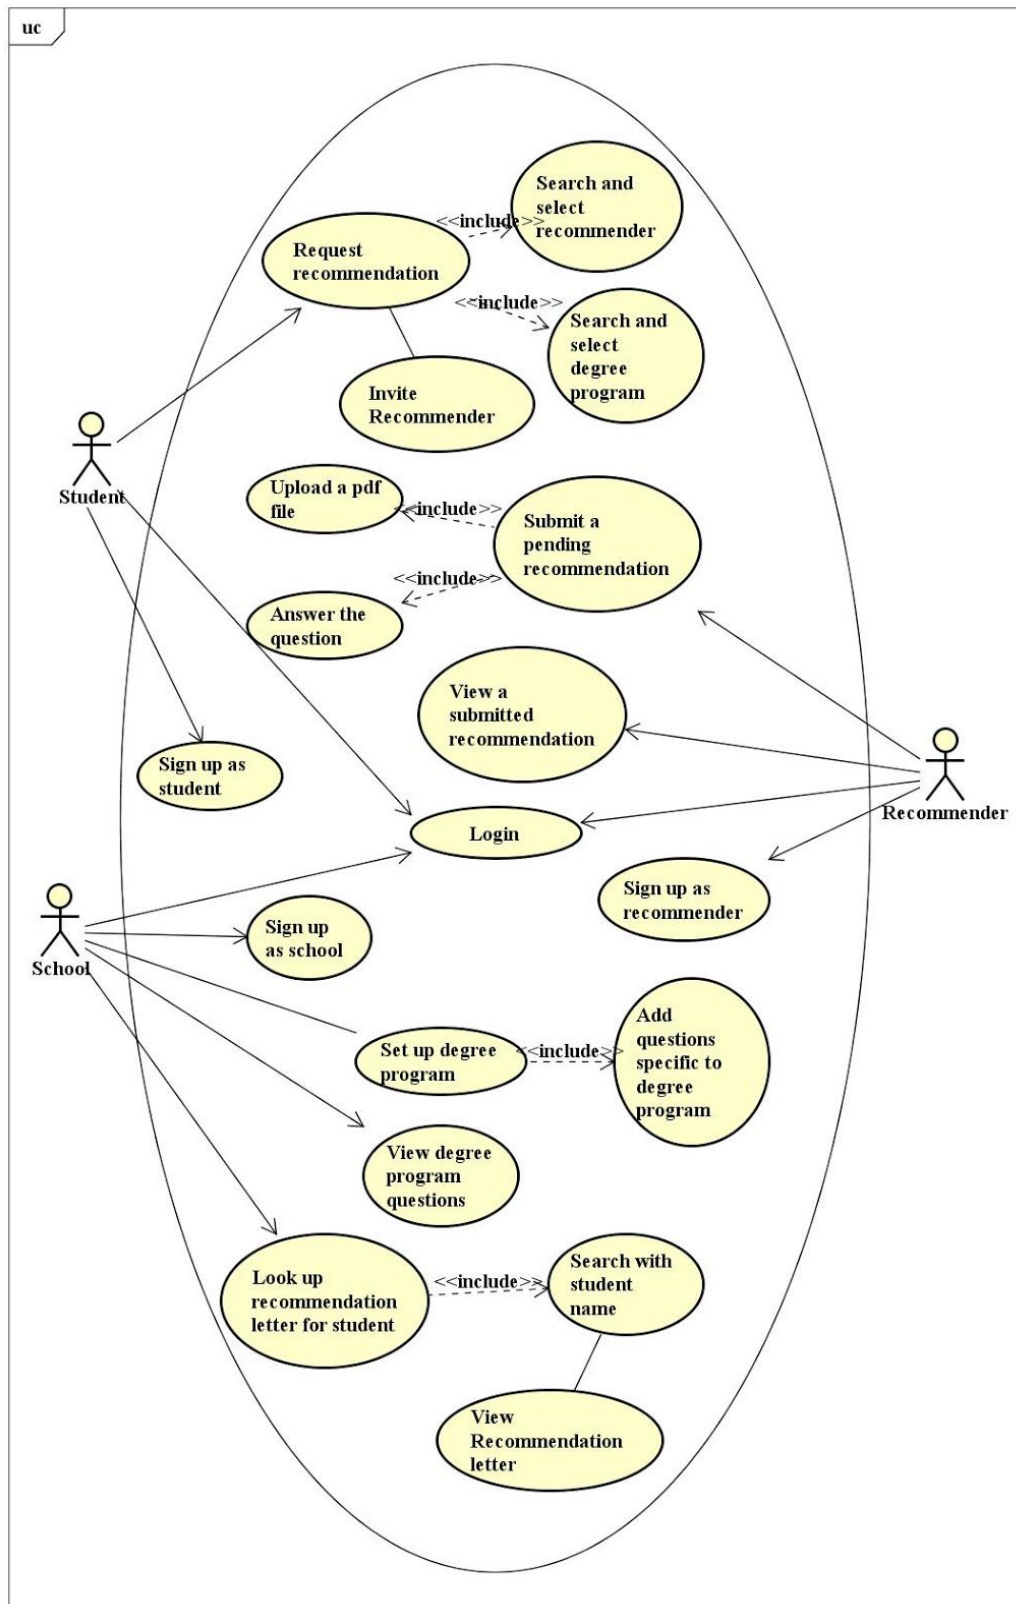 uc
Search and
select
recommender
<<include>>
Request
recommendation
<<include>>
Search and
select
degree
program
Invite
Recommender
Student
Upload a pdf
file
<<include>>
Submit a
pending
recommendation
<<include>>
Answer the
question
View a
submitted
recommendation
Sign up as
student
Recommender
Login
Sign up as
recommender
School
Sign up
as school
Add
questions
specific to
degree
program
Set up degree
program
<<include>>
View degree
program
questions
Look up
recommendation
letter for student
<<include>>
Search with
student
name
View
Recommendation
letter